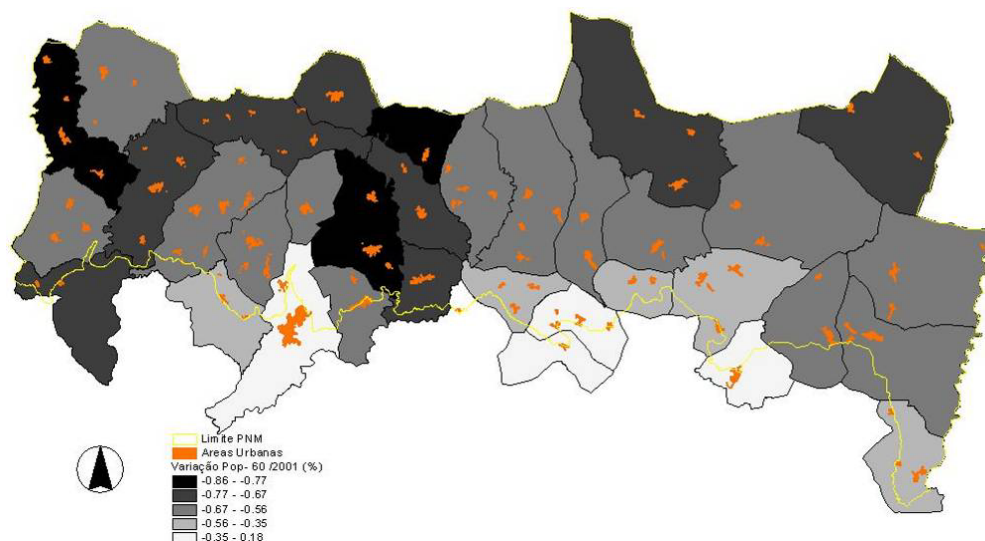 Limite PNM
Areas Urbanas
Variação Pop- 60 /2001 (%)
-0.86 - -0.77
-0.77 - -0.67
-0.67 - -0.56
-0.56 - -0.35
-0.35 - 0.18